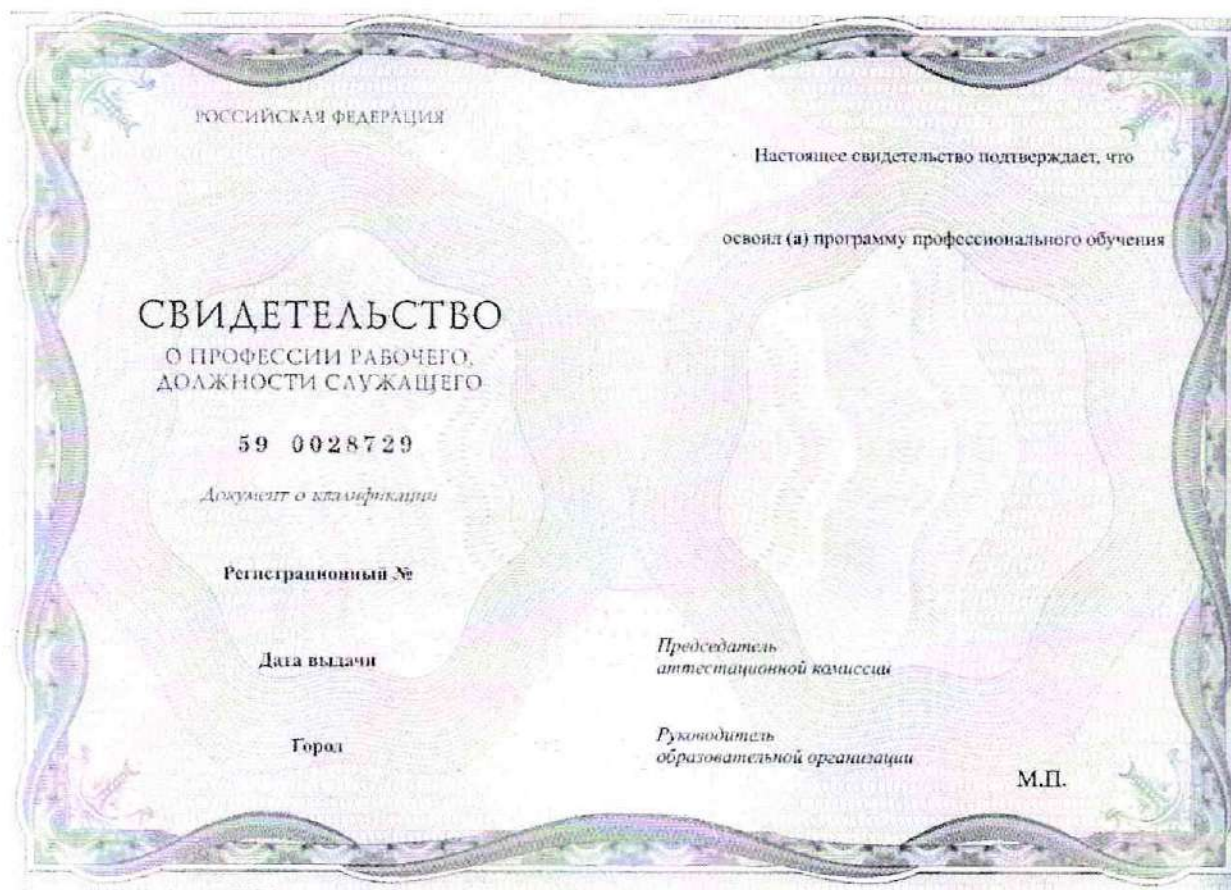 РОССИЙСКАЯ ФЕДЕРАЦИЯ
СВИДЕТЕЛЬСТВО
О ПРОФЕССИИ РАБОЧЕГО,
ДОЛЖНОСТИ СЛУЖАЩЕГО
59 0028729
Документ о квалификации
Регистрационный №
Дата выдачи
Город
Настоящее свидетельство подтверждает, что
освоил (а) программу профессионального обучения
Председатель
аттестационной комиссии
Руководитель
образовательной организации
М.П.